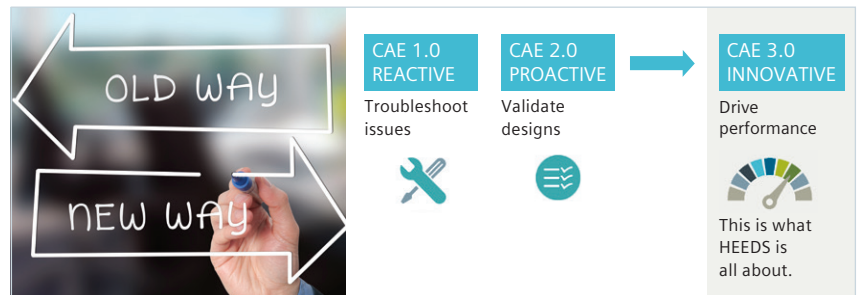 OLD WAY
NEW WAY
CAE 1.0
REACTIVE
Troubleshoot
issues
CAE 2.0
PROACTIVE
Validate
designs
CAE 3.0
INNOVATIVE
Drive
performance
This is what
HEEDS is
all about.